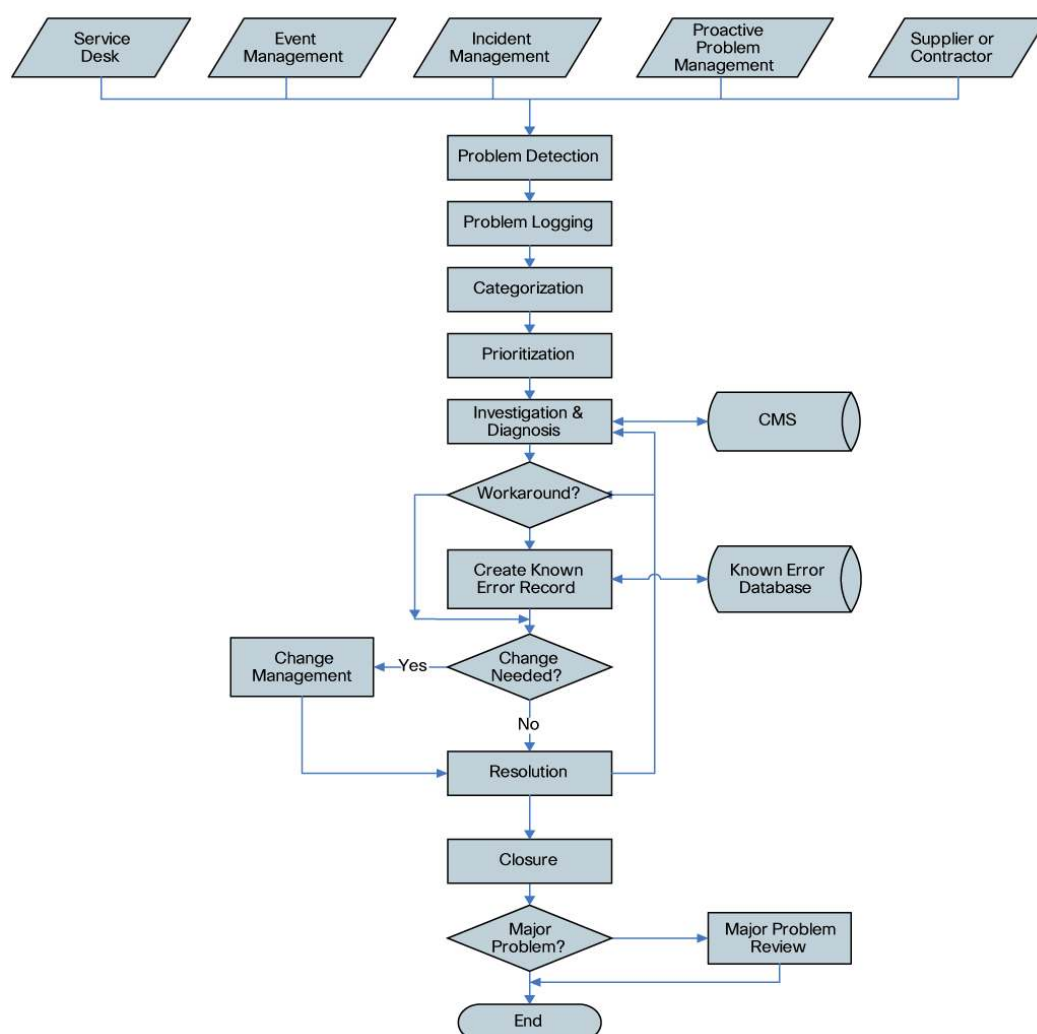 Service
Desk
Event
Management
Incident
Management
Proactive
Problem
Management
Supplier or
Contractor
Problem Detection
Problem Logging
Categorization
Prioritization
Investigation &
Diagnosis
CMS
Workaround?
Create Known
Error Record
Known Error
Database
Change
Management
Yes
Change
Needed?
No
Resolution
Closure
Major
Problem?
Major Problem
Review
End